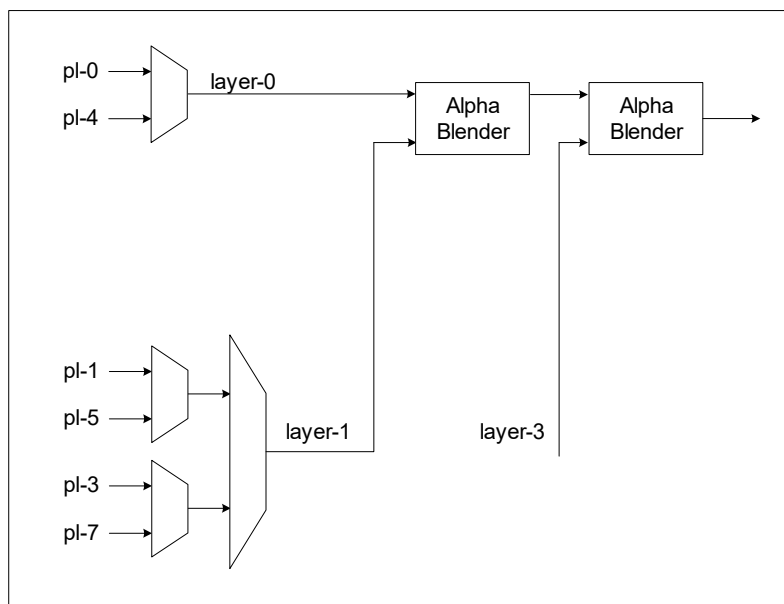 pl-0
layer-0
pl-4
Alpha
Blender
Alpha
Blender
pl-1
pl-5
layer-1
layer-3
pl-3
pl-7